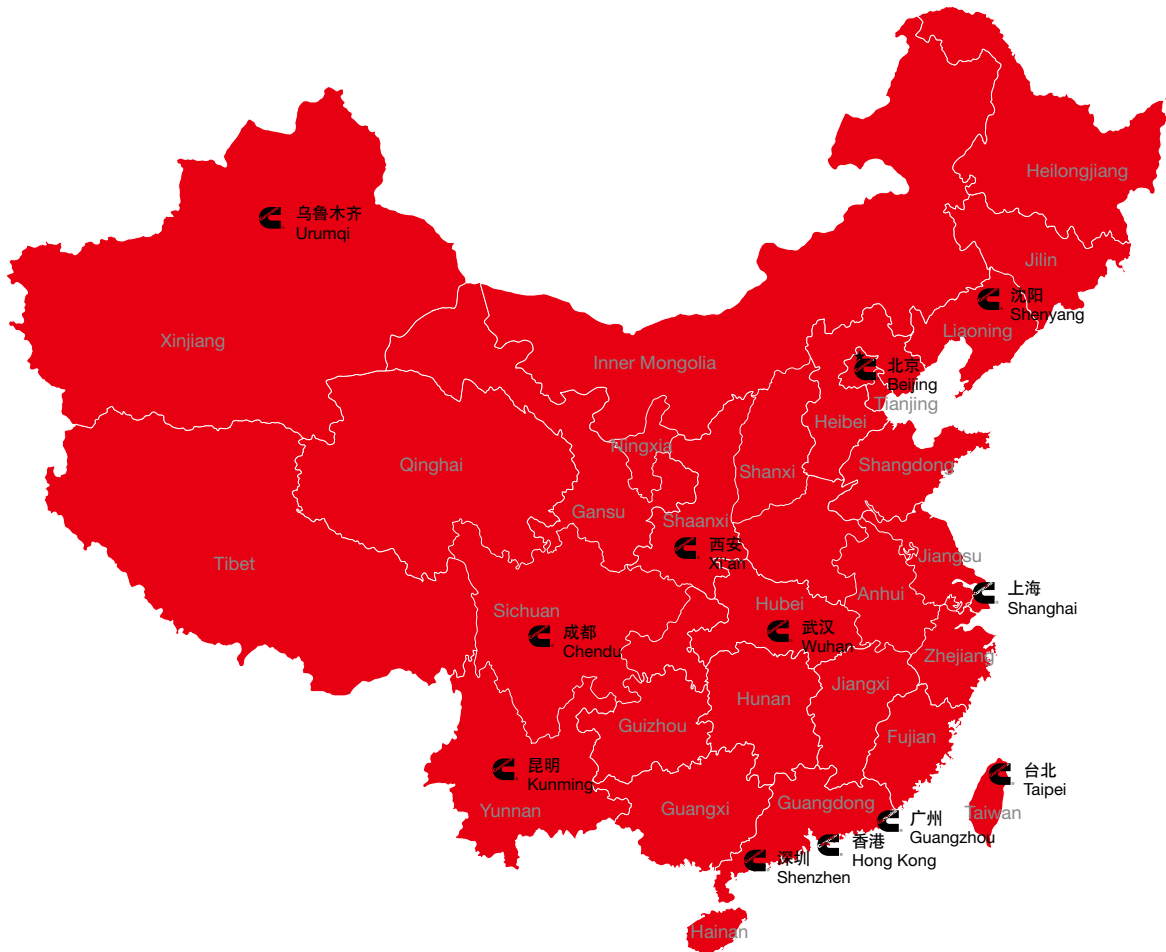 Heilongjiang
乌鲁木齐
Urumqi
Jilin
沈阳
Shenyang
Liaoning
Xinjiang
Inner Mongolia
北京
Beijing
Tianjing
Heibei
Ningxia
Qinghai
Shanxi
Shangdong
Gansu
Shaanxi
西安
Xi'an
Jiangsu
Tibet
Anhui
上海
Shanghai
Sichuan
成都
Chendu
Hubei
武汉
Wuhan
Zhejiang
Jiangxi
Hunan
Guizhou
Fujian
昆明
Kunming
Yunnan
台北
Taipei
Taiwan
Guangxi
Guangdong
广州
Guangzhou
香港
Hong Kong
深圳
Shenzhen
Hainan